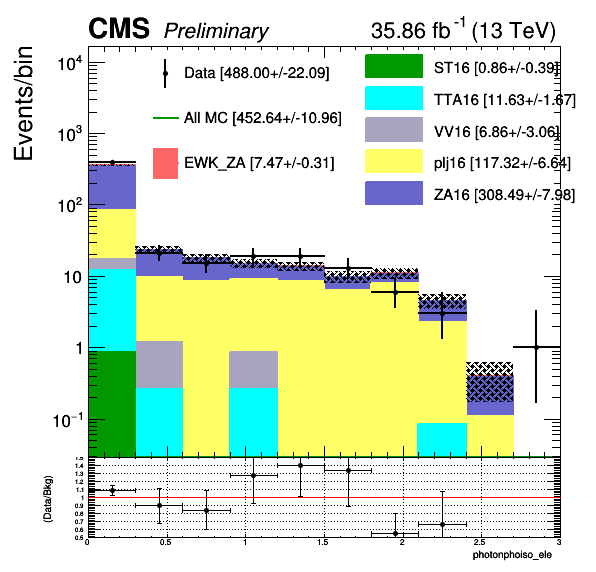 CMS Preliminary 35.86 fb⁻¹ (13 TeV)
Events/bin
Data [488.00+/-22.09]
All MC [452.64+/-10.96]
EWK_ZA [7.47+/-0.31]
ST16 [0.86+/-0.39]
TTA16 [11.63+/-1.67]
VV16 [6.86+/-3.06]
plj16 [117.32+/-6.64]
ZA16 [308.49+/-7.98]
10⁴
10³
10²
10
1
10⁻¹
(Data/Bkg)
1.5
1.4
1.3
1.2
1.1
1
0.9
0.8
0.7
0.6
0.5
0 0.5 1 1.5 2 2.5 3
photonphoiso_ele